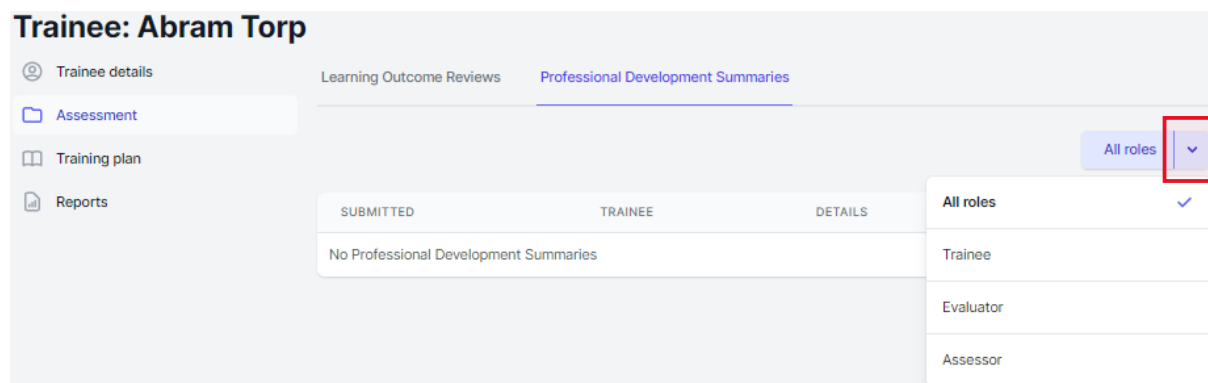 Trainee: Abram Torp
Trainee details
Assessment
Training plan
Reports
Learning Outcome Reviews Professional Development Summaries
All roles
SUBMITTED TRAINEE DETAILS
No Professional Development Summaries
All roles
Trainee
Evaluator
Assessor